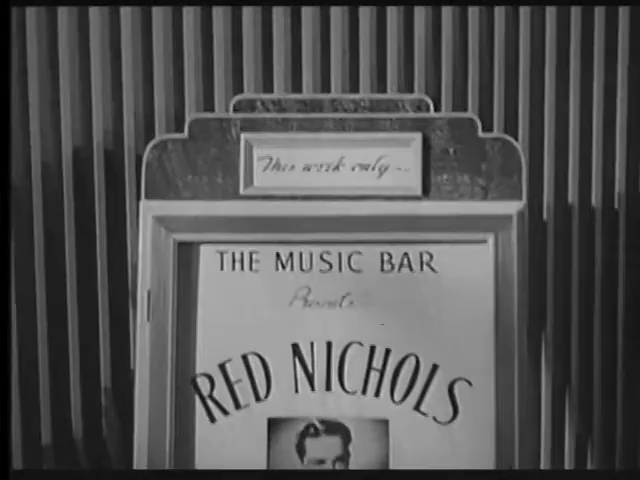 This week only...
THE MUSIC BAR
Presents
RED NICHOLS